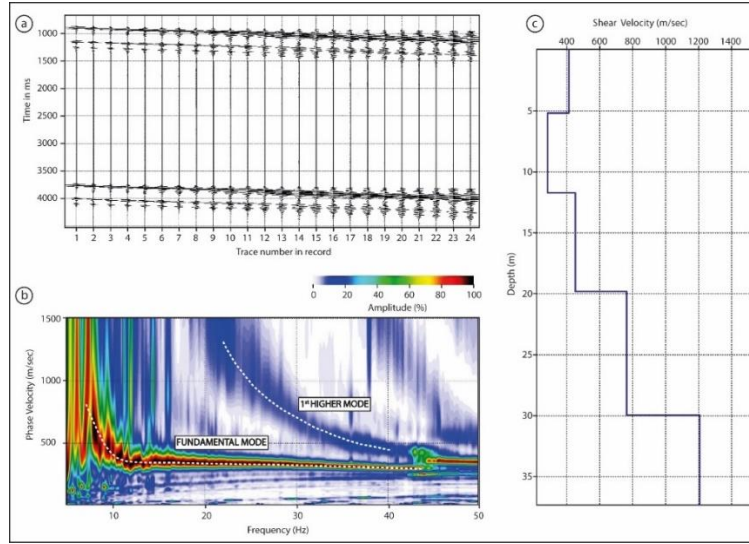 a
Time in ms
1000
1500
2000
2500
3000
3500
4000
1 2 3 4 5 6 7 8 9 10 11 12 13 14 15 16 17 18 19 20 21 22 23 24
Trace number in record
0 20 40 60 80 100
Amplitude (%)
b
Phase Velocity (m/sec)
1500
1000
500
1st HIGHER MODE
FUNDAMENTAL MODE
10 20 30 40 50
Frequency (Hz)
c
Shear Velocity (m/sec)
400 600 800 1000 1200 1400
Depth (m)
5
10
15
20
25
30
35